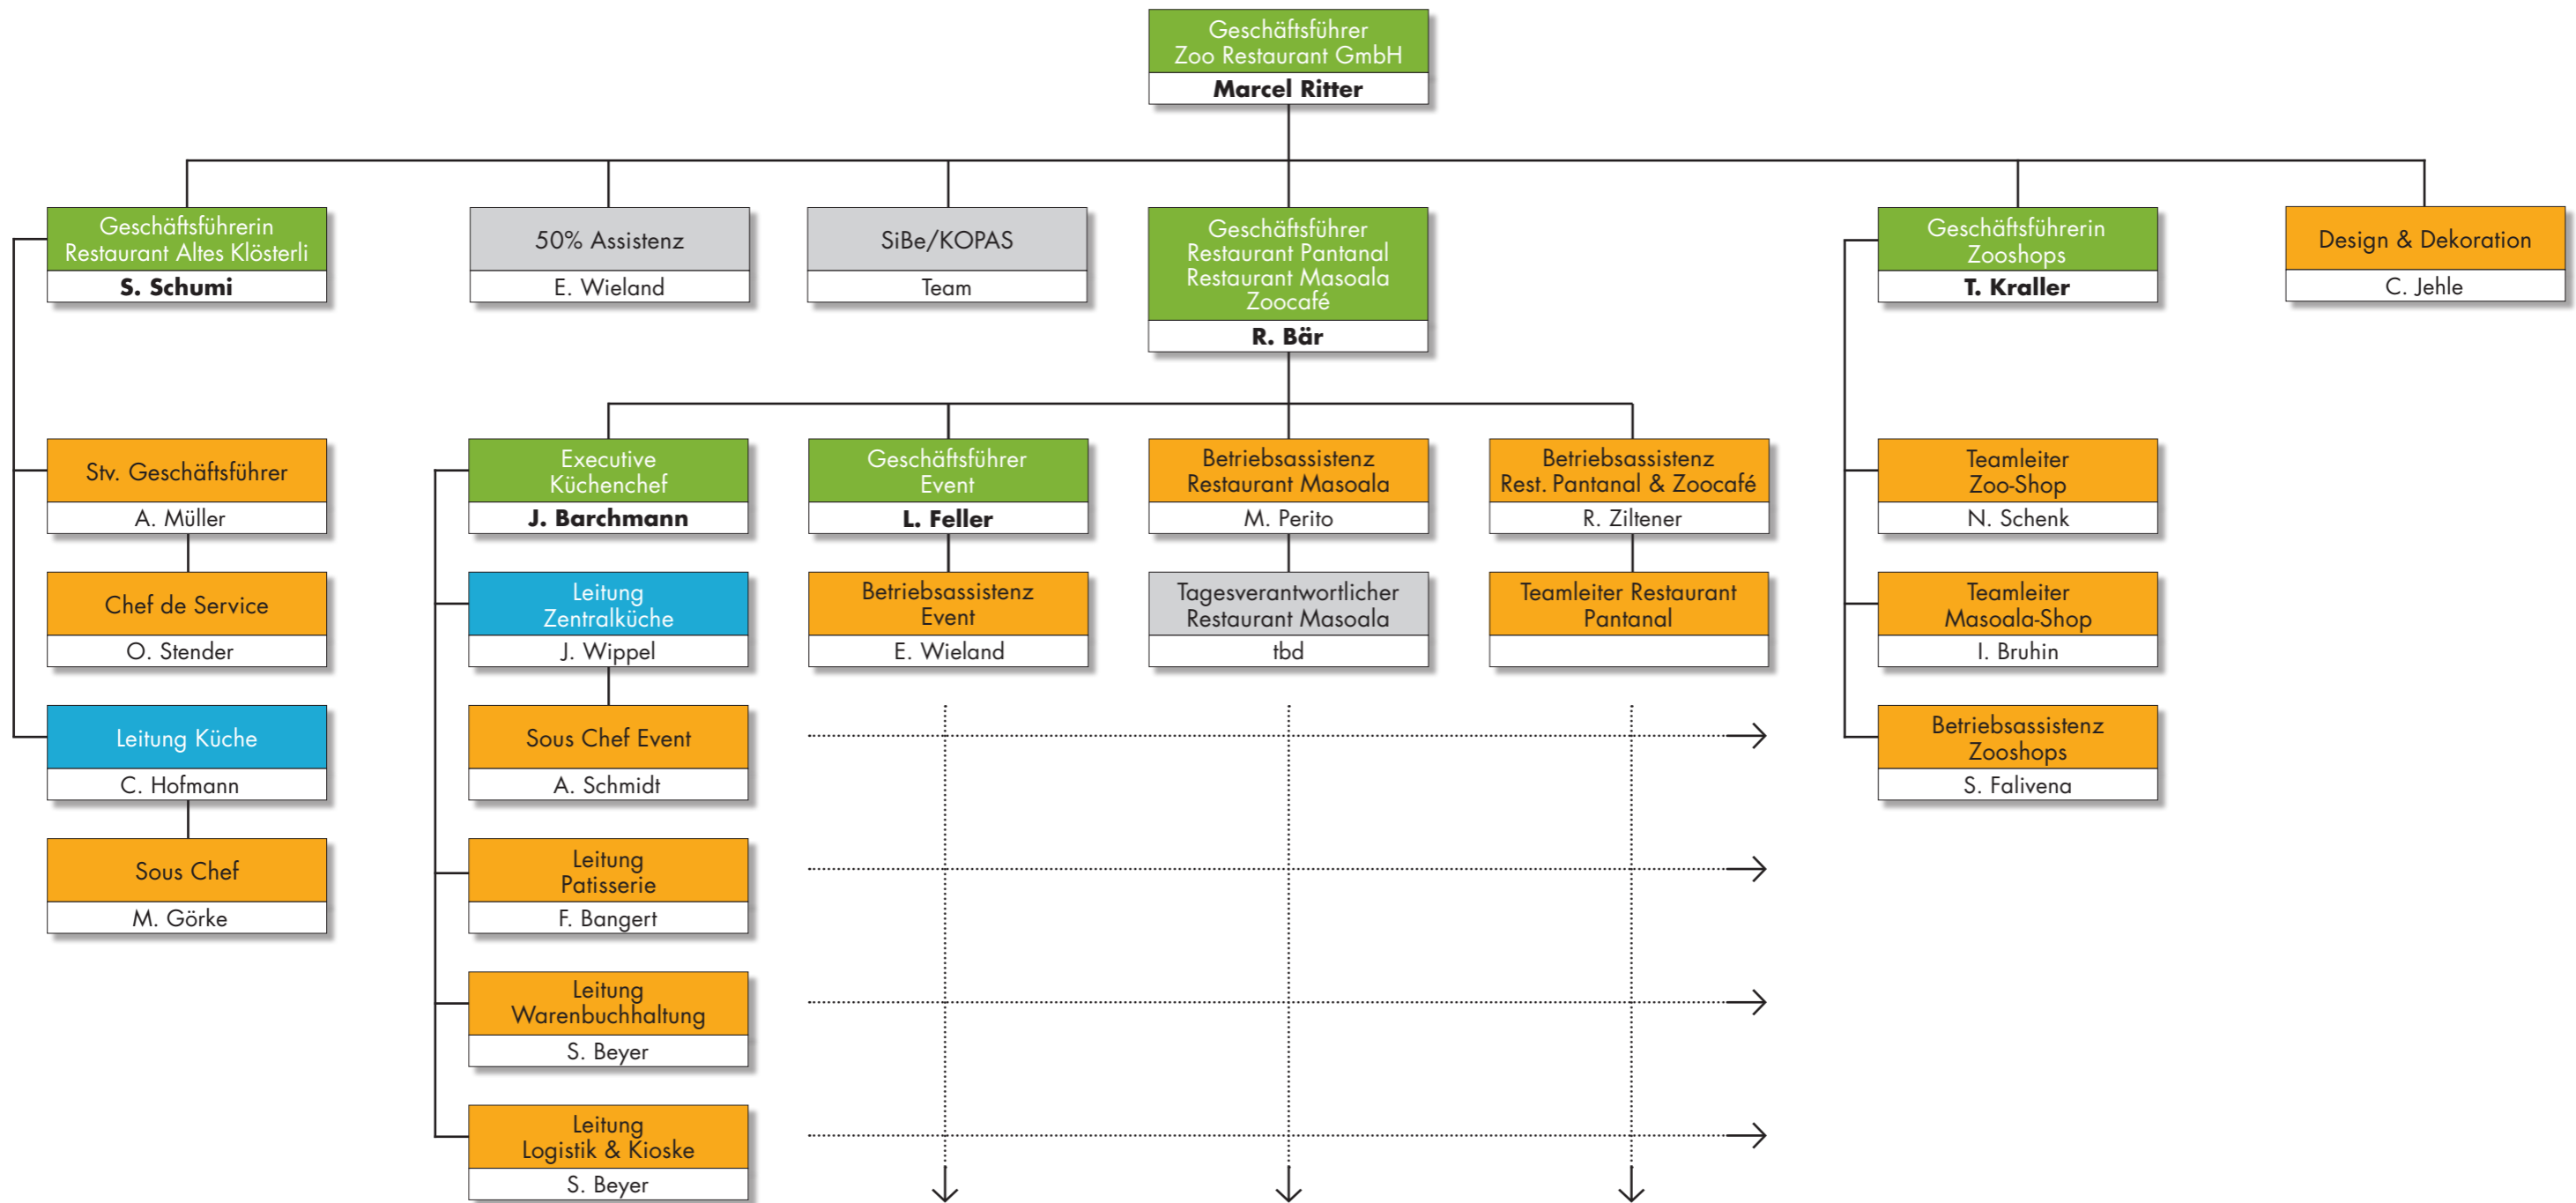 Geschäftsführer
Zoo Restaurant GmbH
Marcel Ritter
Geschäftsführerin
Restaurant Altes Klösterli
S. Schumi
50% Assistenz
E. Wieland
SiBe/KOPAS
Team
Geschäftsführer
Restaurant Pantanal
Restaurant Masoala
Zoocafé
R. Bär
Geschäftsführerin
Zooshops
T. Kraller
Design & Dekoration
C. Jehle
Stv. Geschäftsführer
A. Müller
Executive
Küchenchef
J. Barchmann
Geschäftsführer
Event
L. Feller
Betriebsassistenz
Restaurant Masoala
M. Perito
Betriebsassistenz
Rest. Pantanal & Zoocafé
R. Ziltener
Teamleiter
Zoo-Shop
N. Schenk
Chef de Service
O. Stender
Leitung
Zentralküche
J. Wippel
Betriebsassistenz
Event
E. Wieland
Tagesverantwortlicher
Restaurant Masoala
tbd
Teamleiter Restaurant
Pantanal
Teamleiter
Masoala-Shop
I. Bruhin
Leitung Küche
C. Hofmann
Sous Chef Event
A. Schmidt
Betriebsassistenz
Zooshops
S. Falivena
Sous Chef
M. Görke
Leitung
Patisserie
F. Bangert
Leitung
Warenbuchhaltung
S. Beyer
Leitung
Logistik & Kioske
S. Beyer